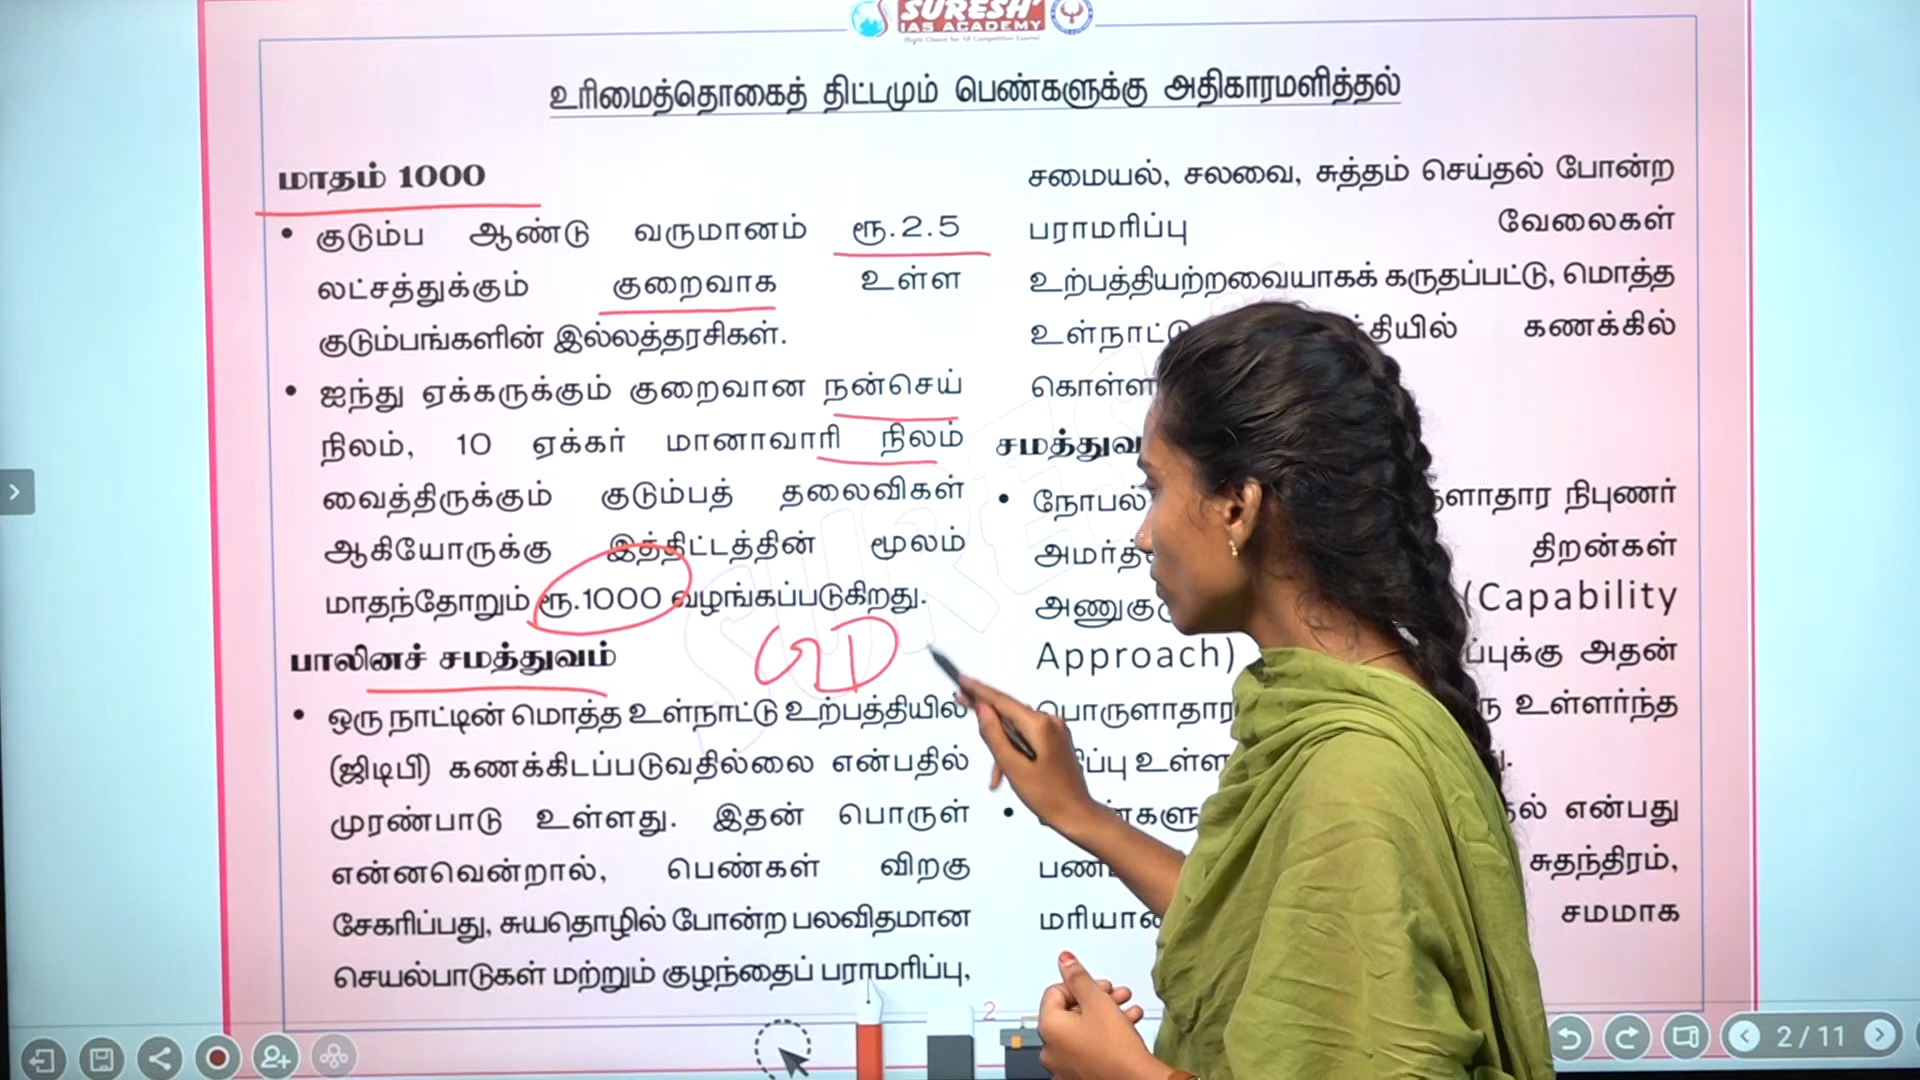 SURESH'
IAS ACADEMY
உரிமைத்தொகைத் திட்டமும் பெண்களுக்கு அதிகாரமளித்தல்
மாதம் 1000
• குடும்ப ஆண்டு வருமானம் ரூ.2.5
லட்சத்துக்கும் குறைவாக உள்ள
குடும்பங்களின் இல்லத்தரசிகள்.
• ஐந்து ஏக்கருக்கும் குறைவான நன்செய்
நிலம், 10 ஏக்கர் மானாவாரி நிலம்
வைத்திருக்கும் குடும்பத் தலைவிகள்
ஆகியோருக்கு இத்திட்டத்தின் மூலம்
மாதந்தோறும் ரூ.1000 வழங்கப்படுகிறது.
பாலினச் சமத்துவம்
• ஒரு நாட்டின் மொத்த உள்நாட்டு உற்பத்தியில்
(ஜிடிபி) கணக்கிடப்படுவதில்லை என்பதில்
முரண்பாடு உள்ளது. இதன் பொருள்
என்னவென்றால், பெண்கள் விறகு
சேகரிப்பது, சுயதொழில் போன்ற பலவிதமான
செயல்பாடுகள் மற்றும் குழந்தைப் பராமரிப்பு,
சமையல், சலவை, சுத்தம் செய்தல் போன்ற
பராமரிப்பு வேலைகள்
உற்பத்தியற்றவையாகக் கருதப்பட்டு, மொத்த
உள்நாட்டு கணக்கில்
• நோபல் நிபுணர்
திறன்கள்
(Capability
Approach) அதன்
உள்ளர்ந்த
உள்ள
• என்பது
சுதந்திரம்,
சமமாக
2
2/11